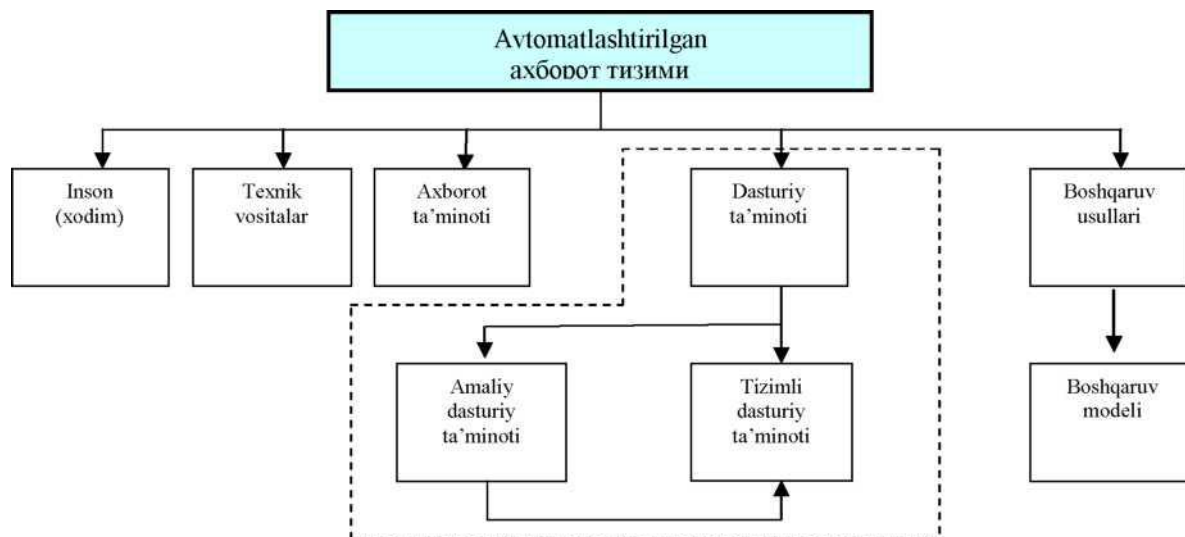 Avtomatlashtirilgan
ахборот тизими
Inson
(xodim)
Texnik
vositalar
Axborot
ta’minoti
Dasturiy
ta’minoti
Boshqaruv
usullari
Amaliy
dasturiy
ta’minoti
Tizimli
dasturiy
ta’minoti
Boshqaruv
modeli